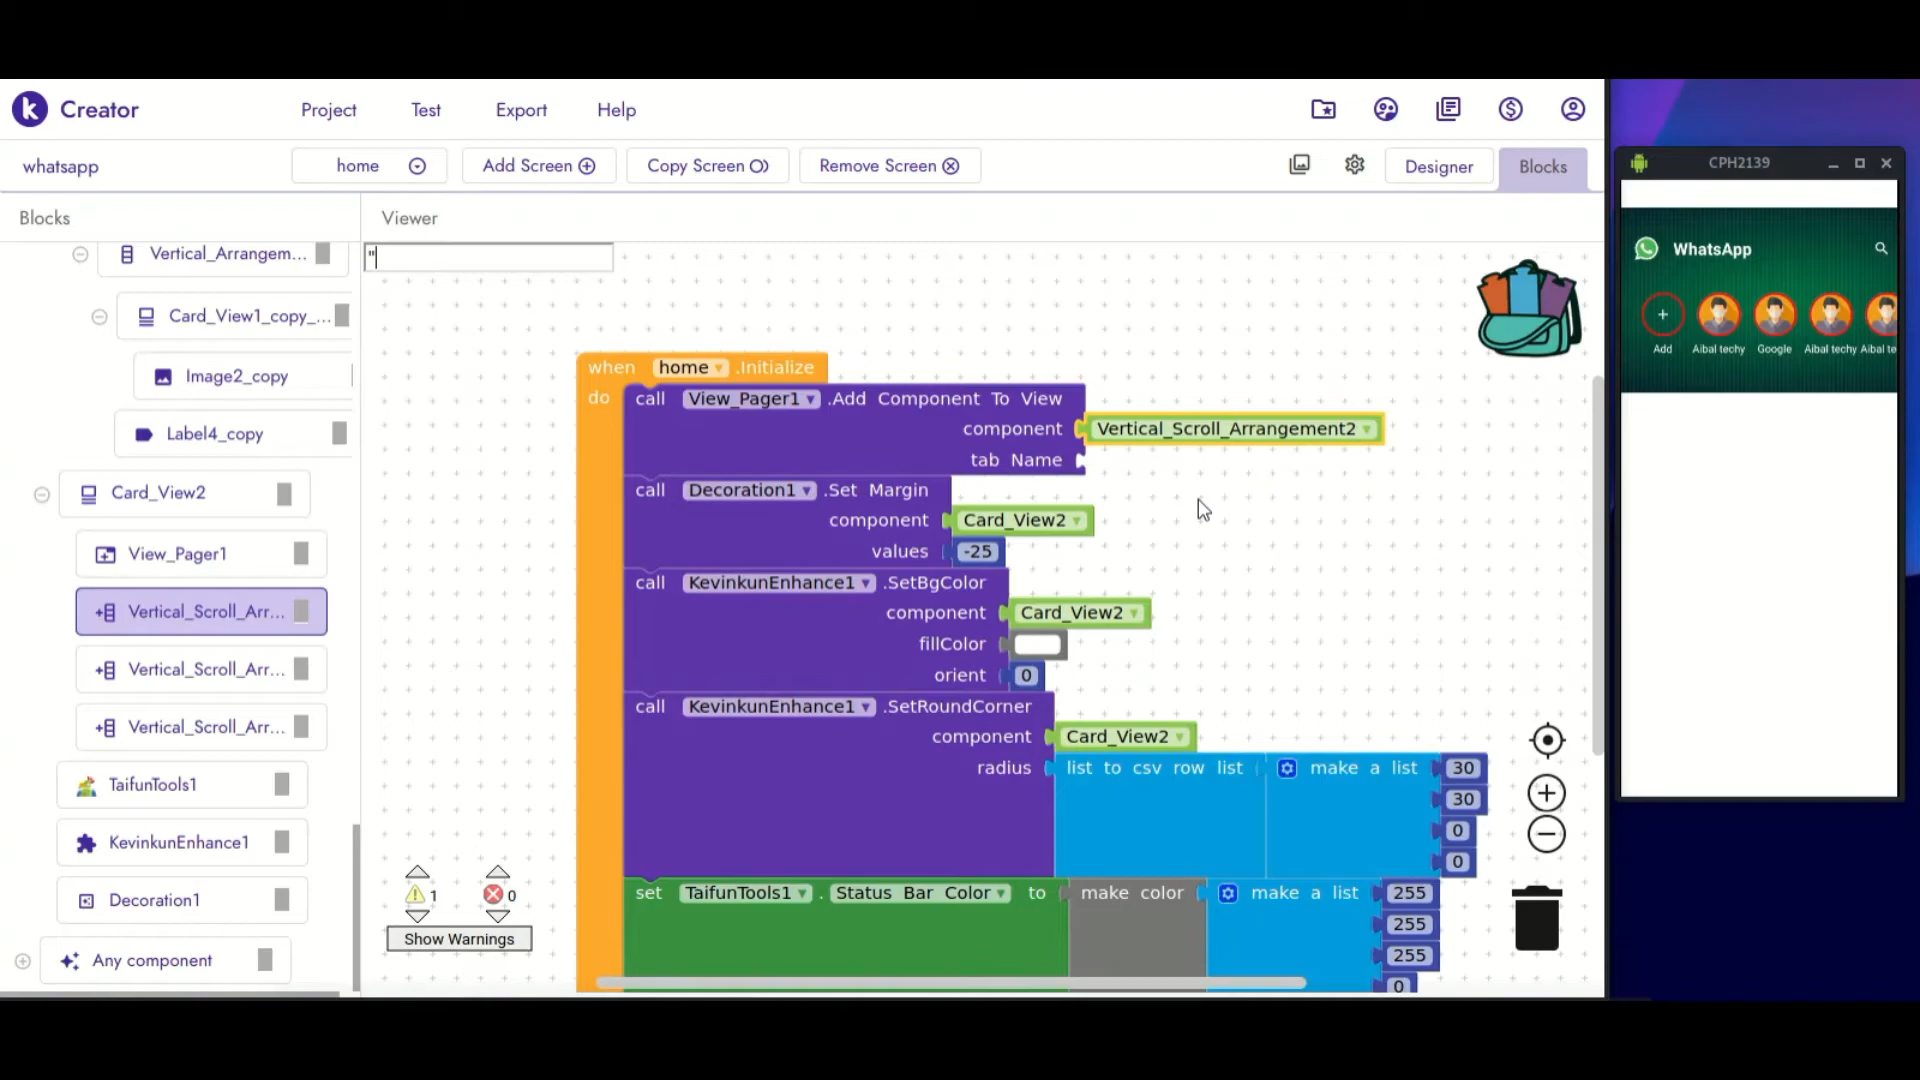 Creator
Project
Test
Export
Help
whatsapp
home
Add Screen
Copy Screen
Remove Screen
Designer
Blocks
Blocks
Viewer
"
Vertical_Arrangem...
Card_View1_copy_...
Image2_copy
Label4_copy
Card_View2
View_Pager1
Vertical_Scroll_Arr...
Vertical_Scroll_Arr...
Vertical_Scroll_Arr...
TaifunTools1
KevinkunEnhance1
Decoration1
Any component
when home .Initialize
do call View_Pager1 .Add Component To View
component Vertical_Scroll_Arrangement2
tab Name
call Decoration1 .Set Margin
component Card_View2
values -25
call KevinkunEnhance1 .SetBgColor
component Card_View2
fillColor
orient 0
call KevinkunEnhance1 .SetRoundCorner
component Card_View2
radius list to csv row list make a list 30
30
0
0
set TaifunTools1 . Status Bar Color to make color make a list 255
255
255
0
1 0
Show Warnings
CPH2139
WhatsApp
Add Aibal techy Google Aibal techy Aibal te